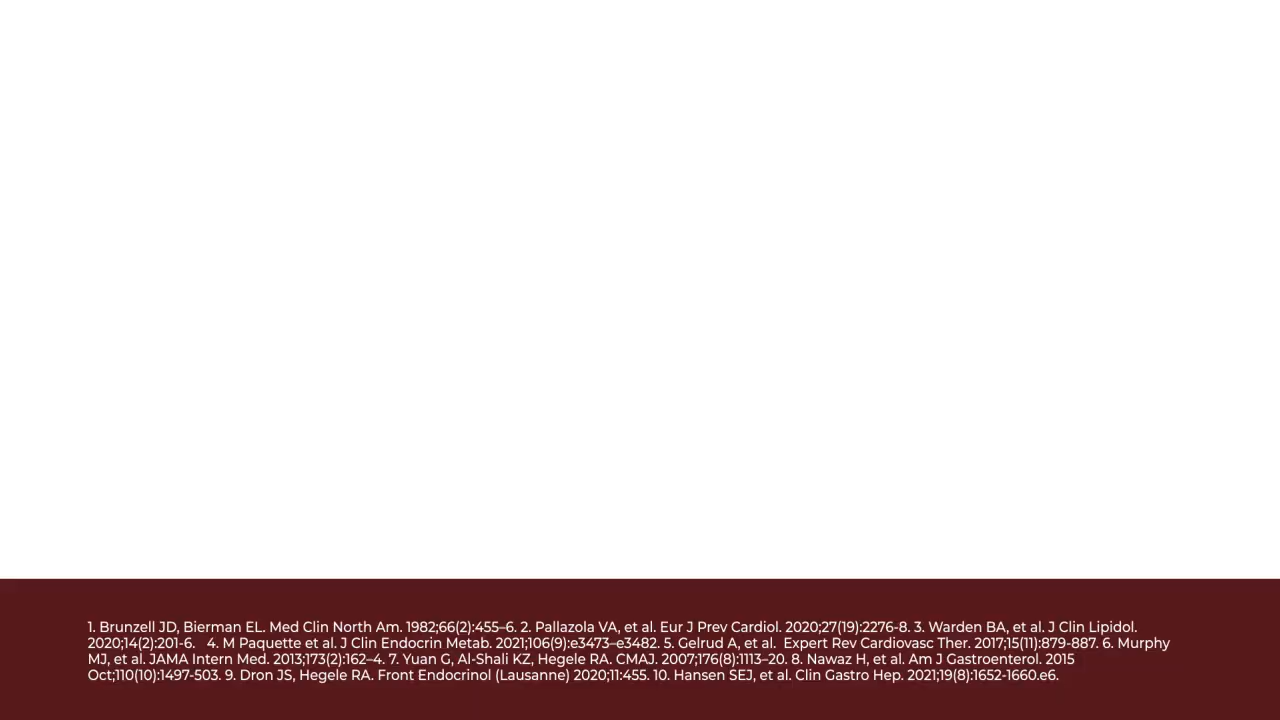 1. Brunzell JD, Bierman EL. Med Clin North Am. 1982;66(2):455–6. 2. Pallazola VA, et al. Eur J Prev Cardiol. 2020;27(19):2276-8. 3. Warden BA, et al. J Clin Lipidol.
2020;14(2):201-6.   4. M Paquette et al. J Clin Endocrin Metab. 2021;106(9):e3473–e3482. 5. Gelrud A, et al.  Expert Rev Cardiovasc Ther. 2017;15(11):879-887. 6. Murphy
MJ, et al. JAMA Intern Med. 2013;173(2):162–4. 7. Yuan G, Al-Shali KZ, Hegele RA. CMAJ. 2007;176(8):1113–20. 8. Nawaz H, et al. Am J Gastroenterol. 2015
Oct;110(10):1497-503. 9. Dron JS, Hegele RA. Front Endocrinol (Lausanne) 2020;11:455. 10. Hansen SEJ, et al. Clin Gastro Hep. 2021;19(8):1652-1660.e6.